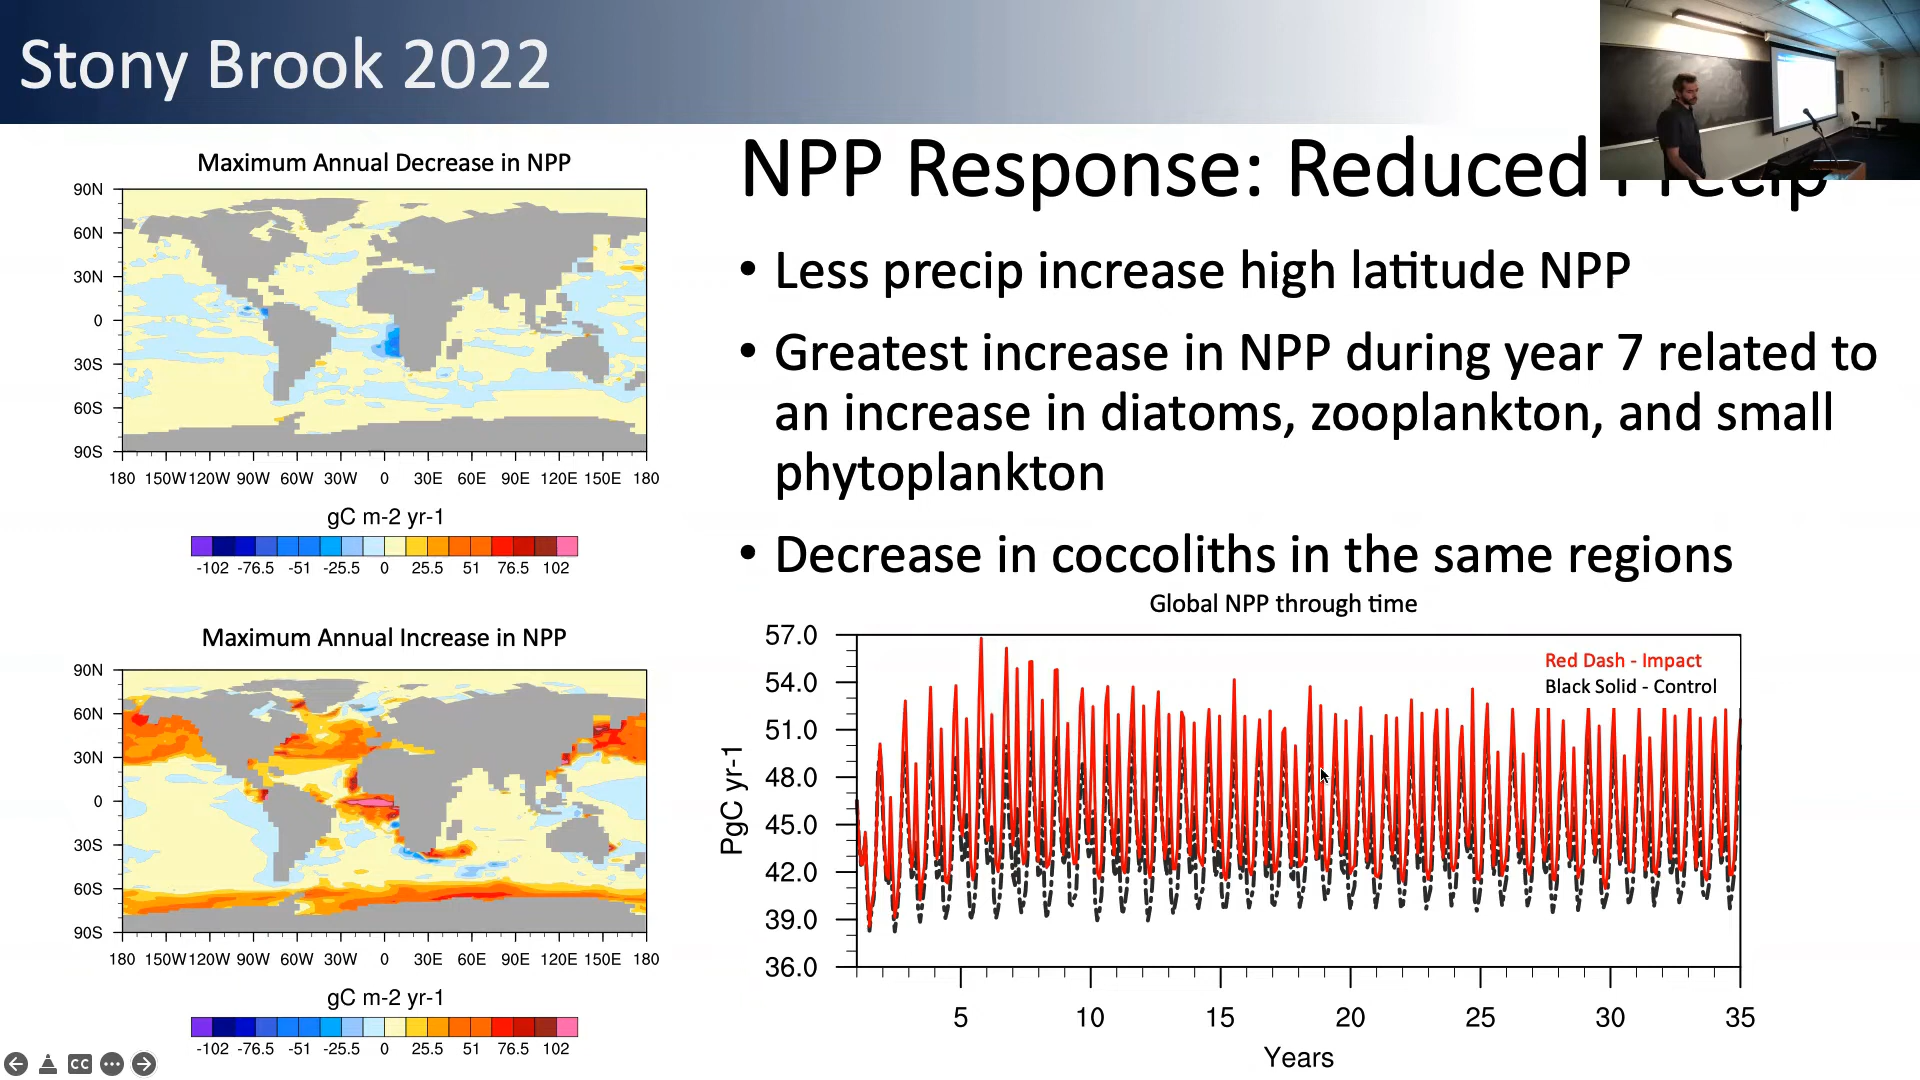 Stony Brook 2022
Maximum Annual Decrease in NPP
90N
60N
30N
0
30S
60S
90S
180 150W 120W 90W 60W 30W 0 30E 60E 90E 120E 150E 180
gC m-2 yr-1
-102 -76.5 -51 -25.5 0 25.5 51 76.5 102
Maximum Annual Increase in NPP
90N
60N
30N
0
30S
60S
90S
180 150W 120W 90W 60W 30W 0 30E 60E 90E 120E 150E 180
gC m-2 yr-1
-102 -76.5 -51 -25.5 0 25.5 51 76.5 102
CC
NPP Response: Reduced Precip
• Less precip increase high latitude NPP
• Greatest increase in NPP during year 7 related to
an increase in diatoms, zooplankton, and small
phytoplankton
• Decrease in coccoliths in the same regions
Global NPP through time
Red Dash - Impact
Black Solid - Control
57.0
54.0
51.0
48.0
45.0
42.0
39.0
36.0
PgC yr-1
5 10 15 20 25 30 35
Years